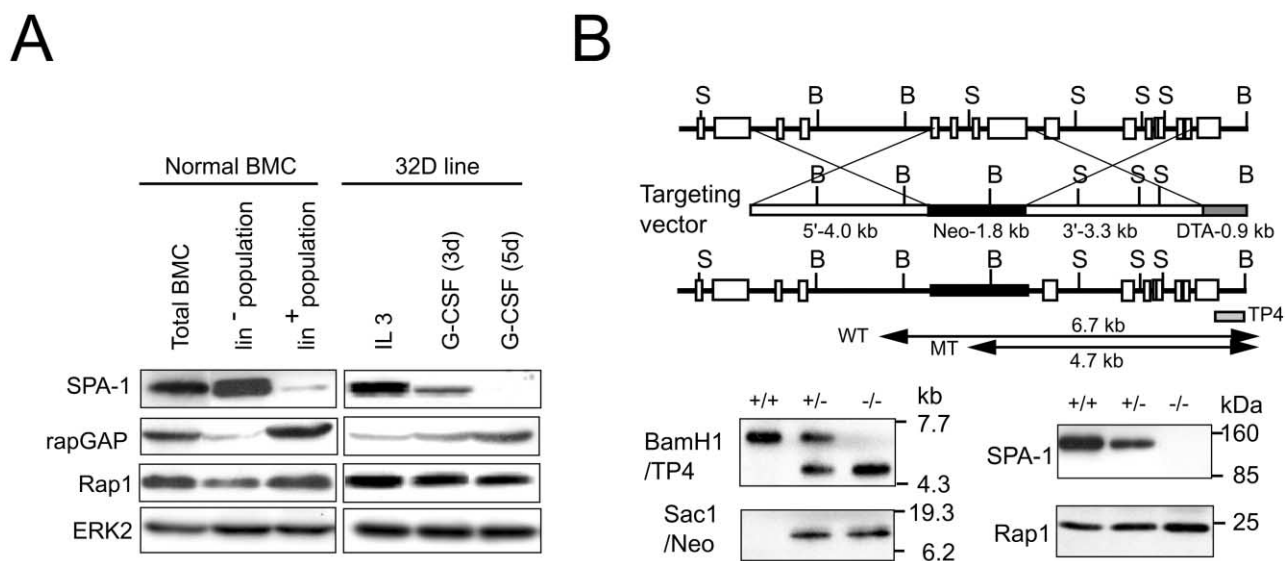 A
Normal BMC
32D line
Total BMC
lin - population
lin + population
IL 3
G-CSF (3d)
G-CSF (5d)
SPA-1
rapGAP
Rap1
ERK2
B
S B B S S S S B
Targeting vector
B B B S S S B
5'-4.0 kb Neo-1.8 kb 3'-3.3 kb DTA-0.9 kb
S B B B S S S B
TP4
WT 6.7 kb
MT 4.7 kb
+/+ +/- -/- kb
BamH1
/TP4
7.7
4.3
Sac1
/Neo
19.3
6.2
+/+ +/- -/- kDa
SPA-1
160
85
Rap1
25